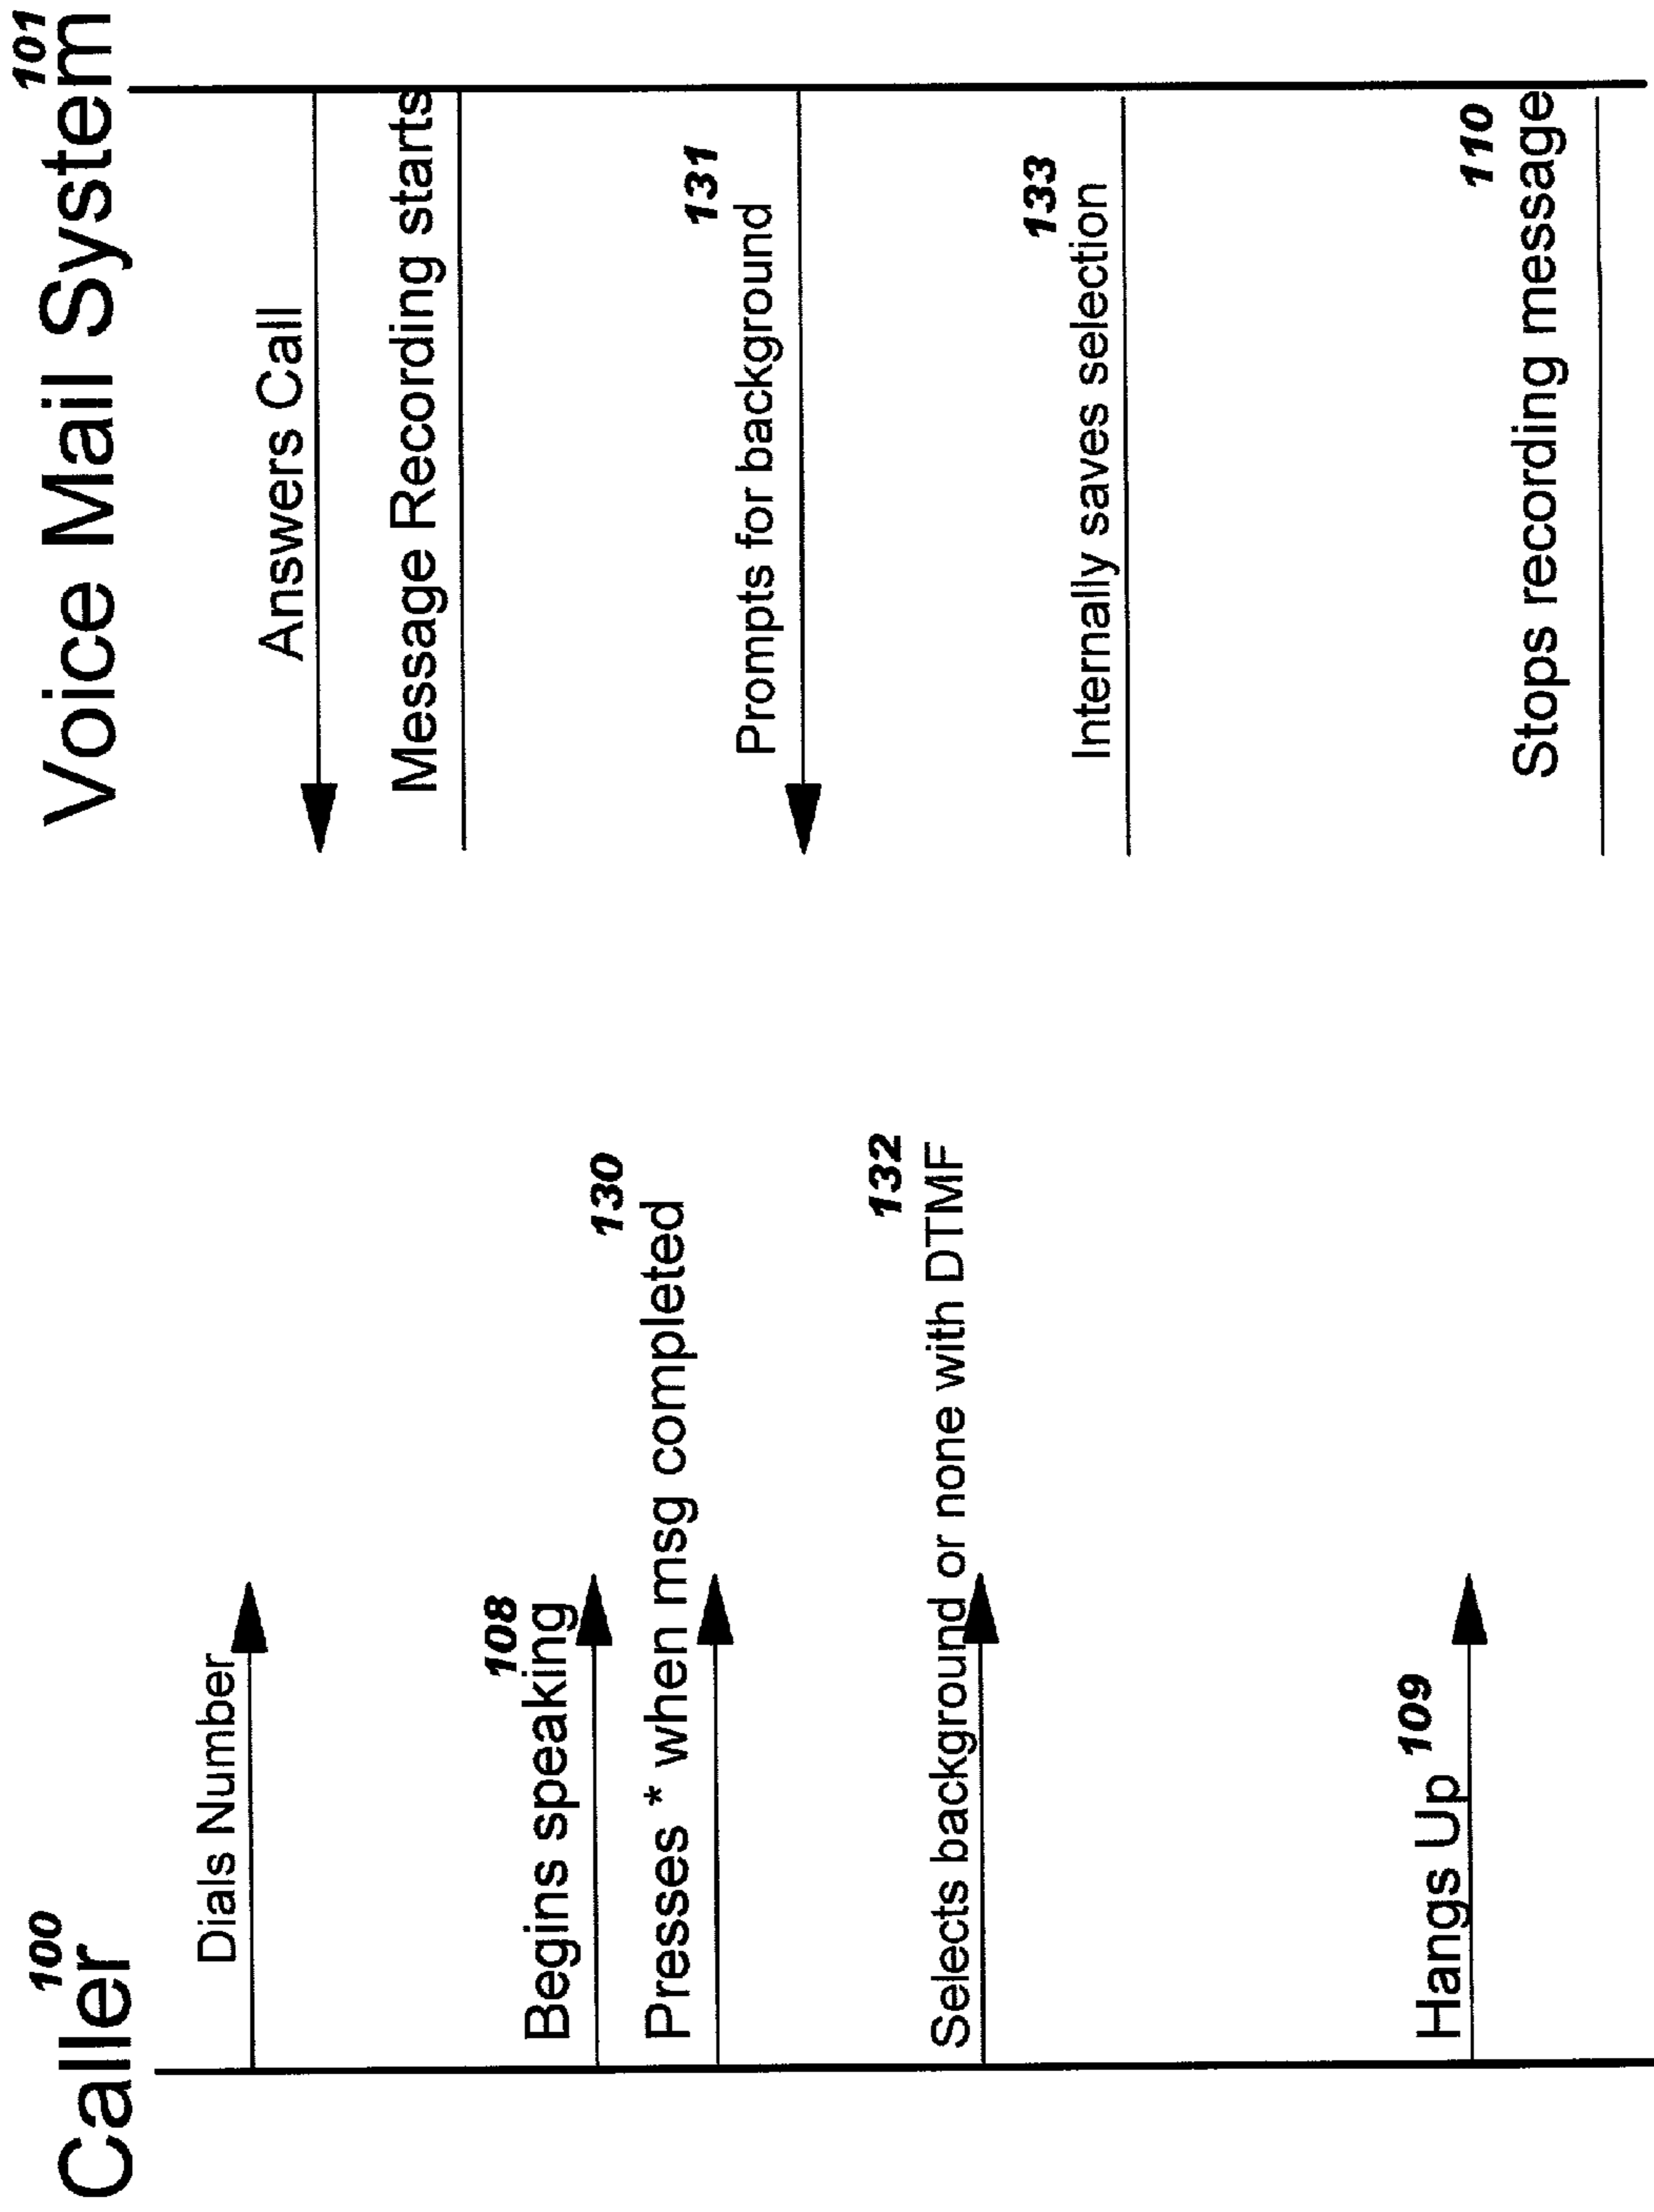 Caller 100
Voice Mail System 101
Dials Number
Answers Call
Message Recording starts
108
Begins speaking
130
Presses * when msg completed
131
Prompts for background
132
Selects background or none with DTMF
133
Internally saves selection
109
Hangs Up
110
Stops recording message